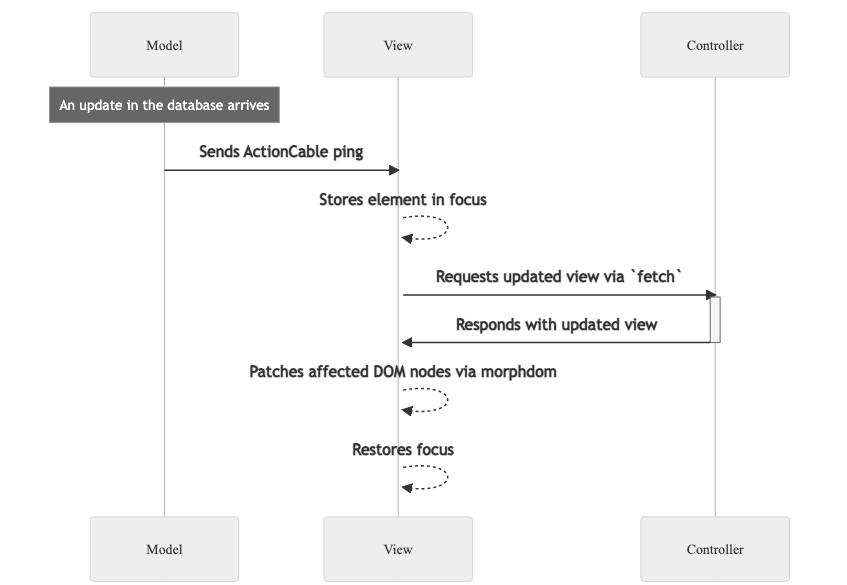 Model
View
Controller
An update in the database arrives
Sends ActionCable ping
Stores element in focus
Requests updated view via `fetch`
Responds with updated view
Patches affected DOM nodes via morphdom
Restores focus
Model
View
Controller